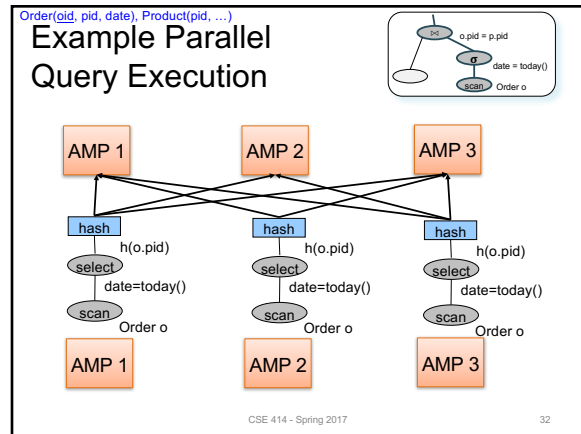 Order(oid, pid, date), Product(pid, …)
Example Parallel
Query Execution
⋈
o.pid = p.pid
σ
date = today()
scan
Order o
AMP 1
AMP 2
AMP 3
hash
hash
hash
h(o.pid)
h(o.pid)
h(o.pid)
select
select
select
date=today()
date=today()
date=today()
scan
scan
scan
Order o
Order o
Order o
AMP 1
AMP 2
AMP 3
CSE 414 - Spring 2017
32